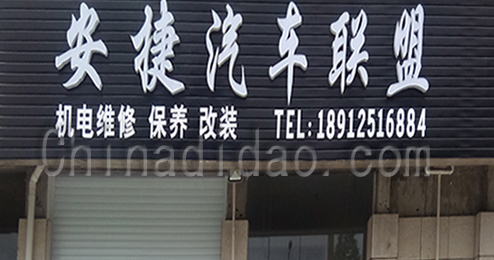 安捷汽车联盟
机电维修 保养 改装 TEL:18912516884
Chinadidao.com